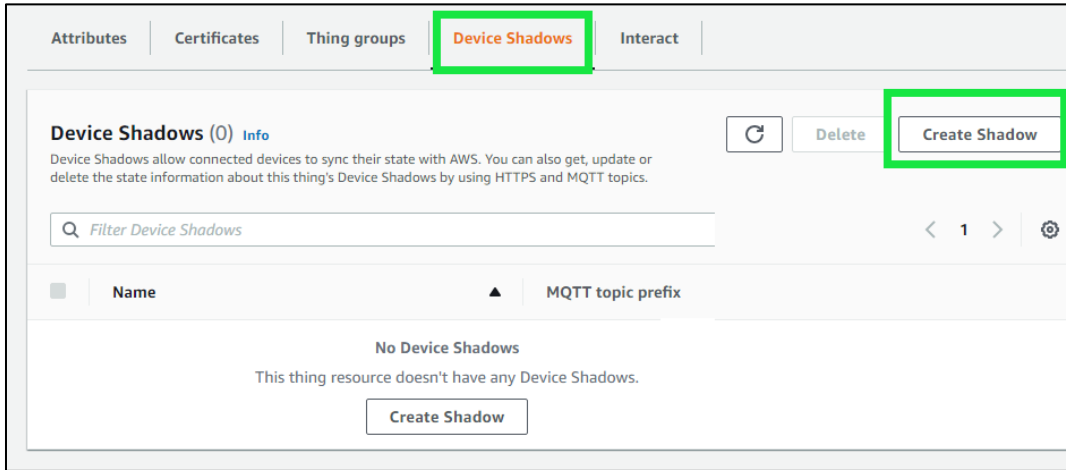 Attributes Certificates Thing groups Device Shadows Interact
Device Shadows (0) Info
Delete Create Shadow
Device Shadows allow connected devices to sync their state with AWS. You can also get, update or
delete the state information about this thing's Device Shadows by using HTTPS and MQTT topics.
Filter Device Shadows
1
Name MQTT topic prefix
No Device Shadows
This thing resource doesn't have any Device Shadows.
Create Shadow